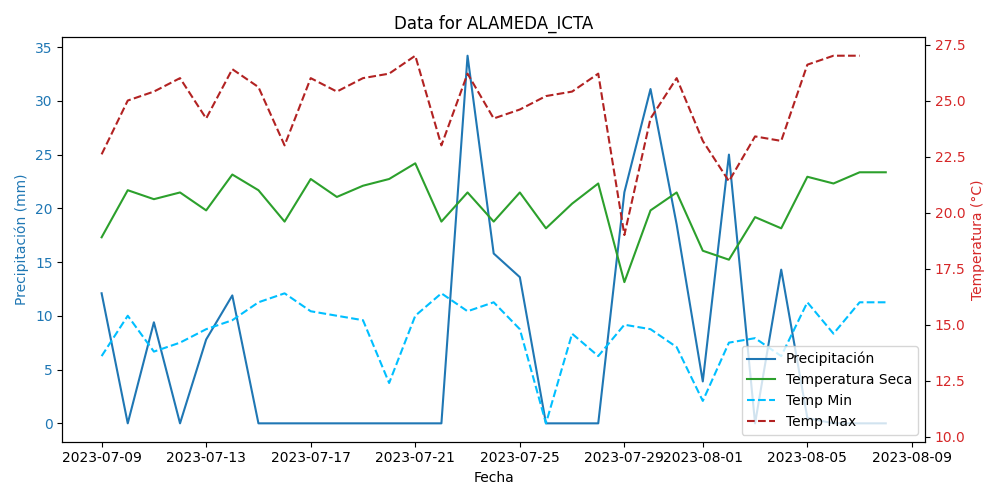 Data for ALAMEDA_ICTA
Precipitación (mm)
35
30
25
20
15
10
5
0
27.5
25.0
22.5
20.0
17.5
15.0
12.5
10.0
Temperatura (°C)
Precipitación
Temperatura Seca
Temp Min
Temp Max
2023-07-09 2023-07-13 2023-07-17 2023-07-21 2023-07-25 2023-07-29 2023-08-01 2023-08-05 2023-08-09
Fecha